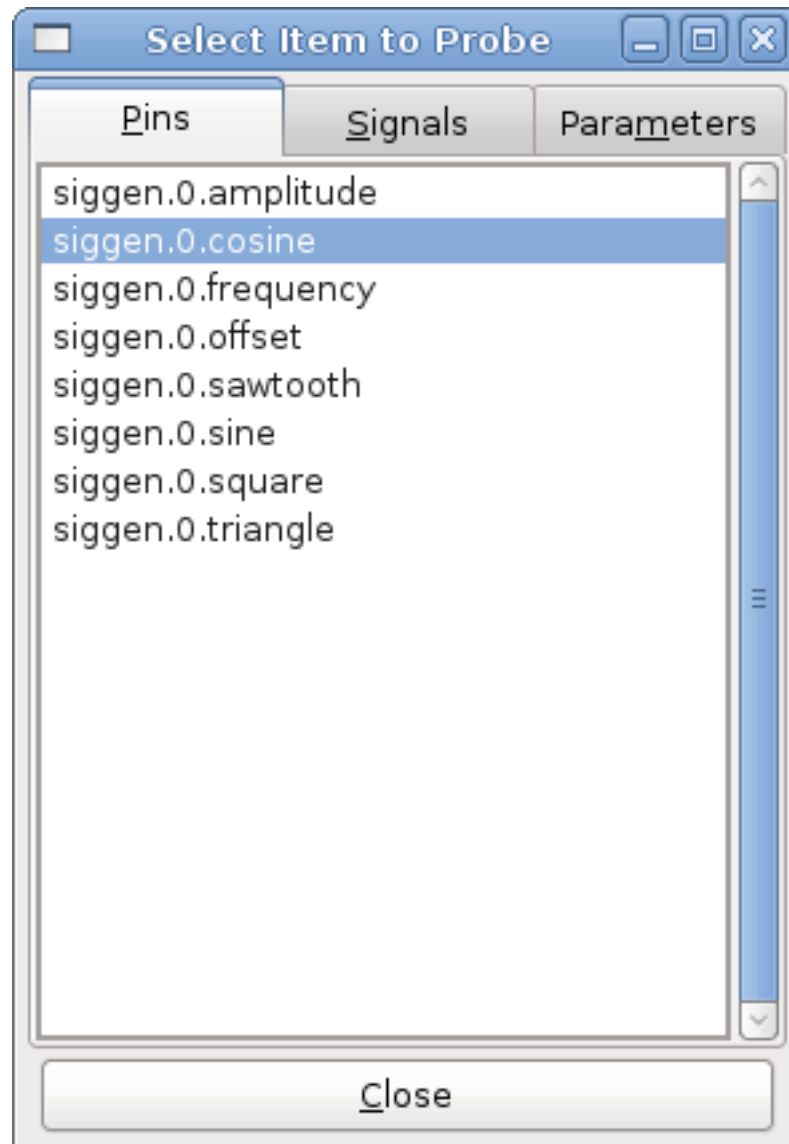 Select Item to Probe
Pins Signals Parameters
siggen.0.amplitude
siggen.0.cosine
siggen.0.frequency
siggen.0.offset
siggen.0.sawtooth
siggen.0.sine
siggen.0.square
siggen.0.triangle
Close